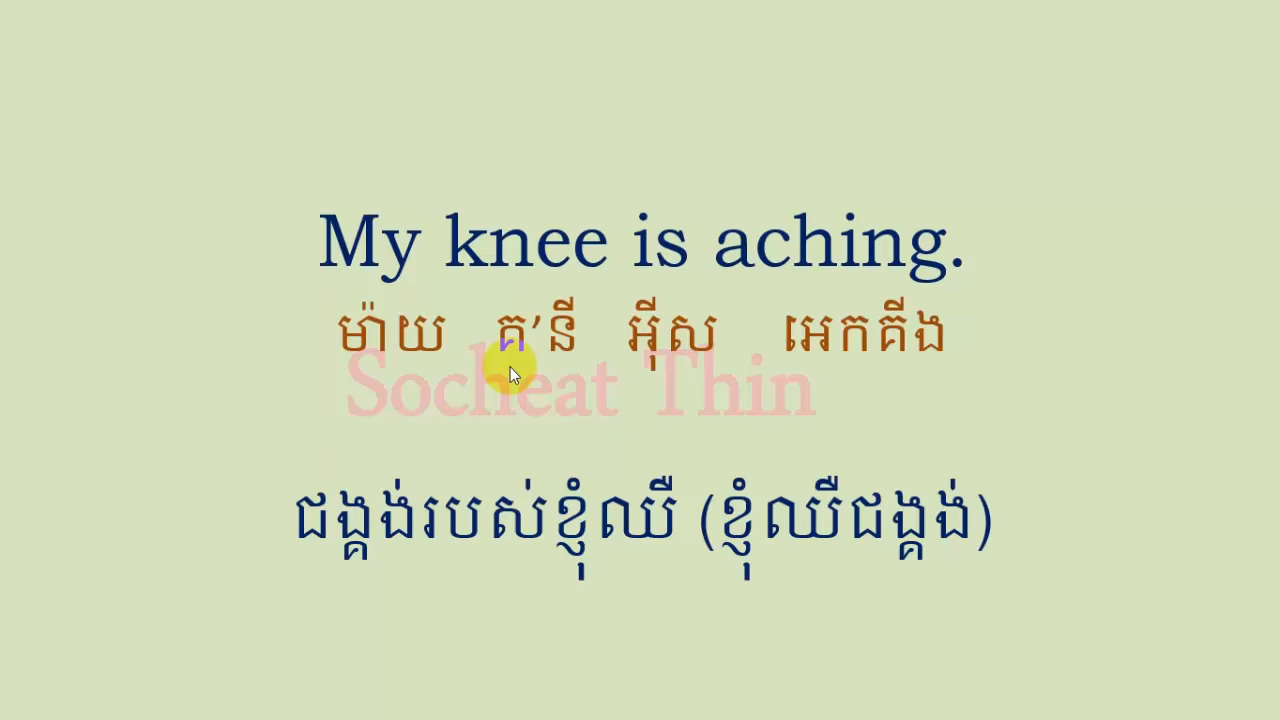 My knee is aching.
ម៉ាយ គ′នី អ៊ីស អេកគីង
Socheat Thin
ជង្គង់របស់ខ្ញុំឈឺ (ខ្ញុំឈឺជង្គង់)